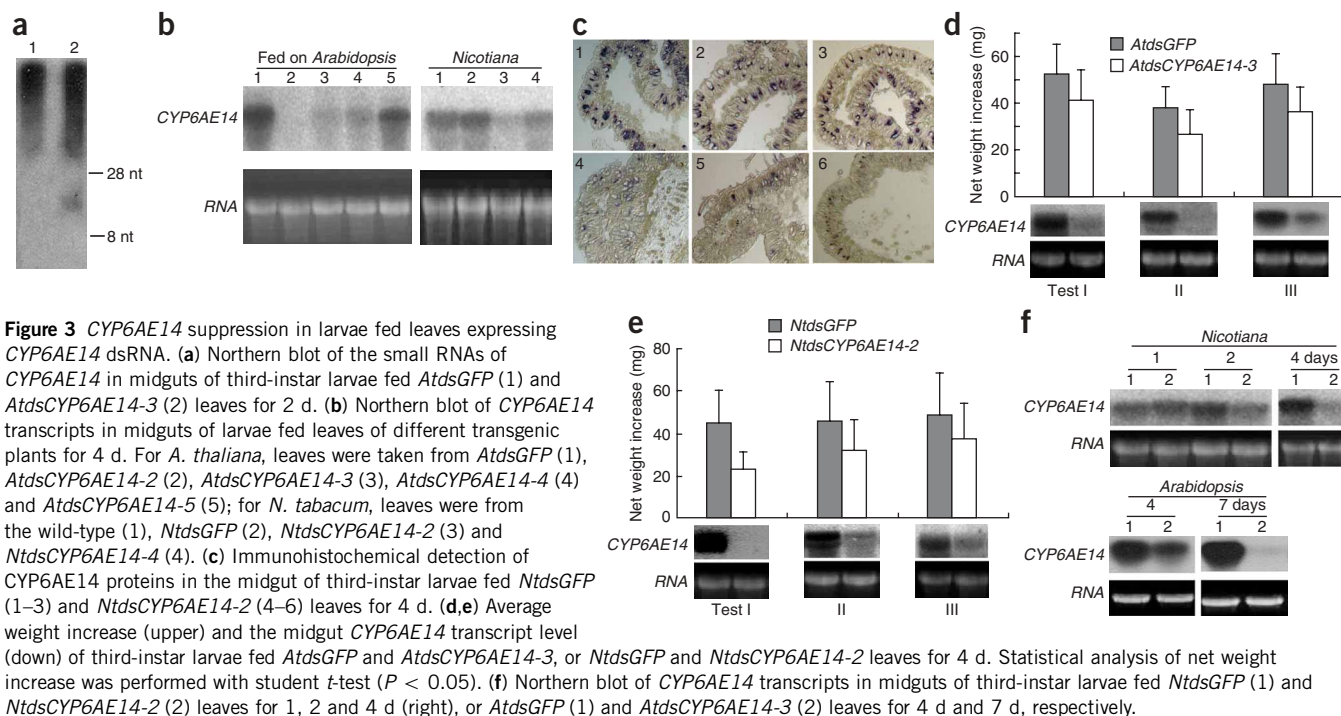 a
1 2
28 nt
8 nt
b
Fed on Arabidopsis Nicotiana
1 2 3 4 5 1 2 3 4
CYP6AE14
RNA
c
1 2 3
4 5 6
d
AtdsGFP
AtdsCYP6AE14-3
Net weight increase (mg)
60
40
20
0
CYP6AE14
RNA
Test I II III
Figure 3 CYP6AE14 suppression in larvae fed leaves expressing
CYP6AE14 dsRNA. (a) Northern blot of the small RNAs of
CYP6AE14 in midguts of third-instar larvae fed AtdsGFP (1) and
AtdsCYP6AE14-3 (2) leaves for 2 d. (b) Northern blot of CYP6AE14
transcripts in midguts of larvae fed leaves of different transgenic
plants for 4 d. For A. thaliana, leaves were taken from AtdsGFP (1),
AtdsCYP6AE14-2 (2), AtdsCYP6AE14-3 (3), AtdsCYP6AE14-4 (4)
and AtdsCYP6AE14-5 (5); for N. tabacum, leaves were from
the wild-type (1), NtdsGFP (2), NtdsCYP6AE14-2 (3) and
NtdsCYP6AE14-4 (4). (c) Immunohistochemical detection of
CYP6AE14 proteins in the midgut of third-instar larvae fed NtdsGFP
(1–3) and NtdsCYP6AE14-2 (4–6) leaves for 4 d. (d,e) Average
weight increase (upper) and the midgut CYP6AE14 transcript level
(down) of third-instar larvae fed AtdsGFP and AtdsCYP6AE14-3, or NtdsGFP and NtdsCYP6AE14-2 leaves for 4 d. Statistical analysis of net weight
increase was performed with student t-test (P < 0.05). (f) Northern blot of CYP6AE14 transcripts in midguts of third-instar larvae fed NtdsGFP (1) and
NtdsCYP6AE14-2 (2) leaves for 1, 2 and 4 d (right), or AtdsGFP (1) and AtdsCYP6AE14-3 (2) leaves for 4 d and 7 d, respectively.
e
NtdsGFP
NtdsCYP6AE14-2
Net weight increase (mg)
80
60
40
20
0
CYP6AE14
RNA
Test I II III
f
Nicotiana
1 2 4 days
1 2 1 2 1 2
CYP6AE14
RNA
Arabidopsis
4 7 days
1 2 1 2
CYP6AE14
RNA